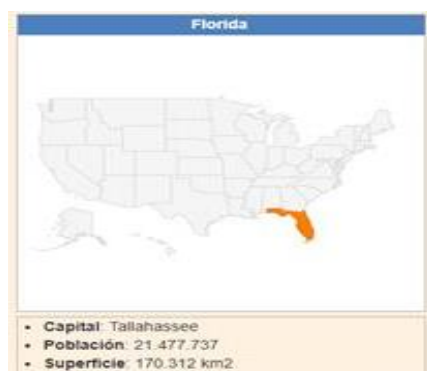 Florida
• Capital: Tallahassee
• Población: 21.477.737
• Superficie: 170.312 km2